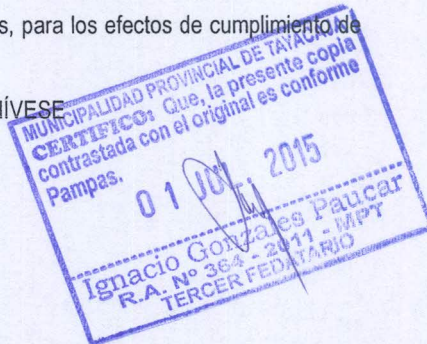 s, para los efectos de cumplimiento de
ÍVESE
MUNICIPALIDAD PROVINCIAL DE TAYACAJA
CERTIFICO: Que, la presente copia
contrastada con el original es conforme
Pampas,
01 2015
Ignacio Gonzales Paucar
R.A. Nº 364 - 2011 - MPT
TERCER FEDATARIO